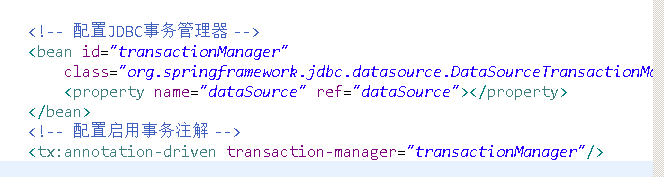 <!-- 配置JDBC事务管理器 -->
<bean id="transactionManager"
class="org.springframework.jdbc.datasource.DataSourceTransactionM
<property name="dataSource" ref="dataSource"></property>
</bean>
<!-- 配置启用事务注解 -->
<tx:annotation-driven transaction-manager="transactionManager"/>